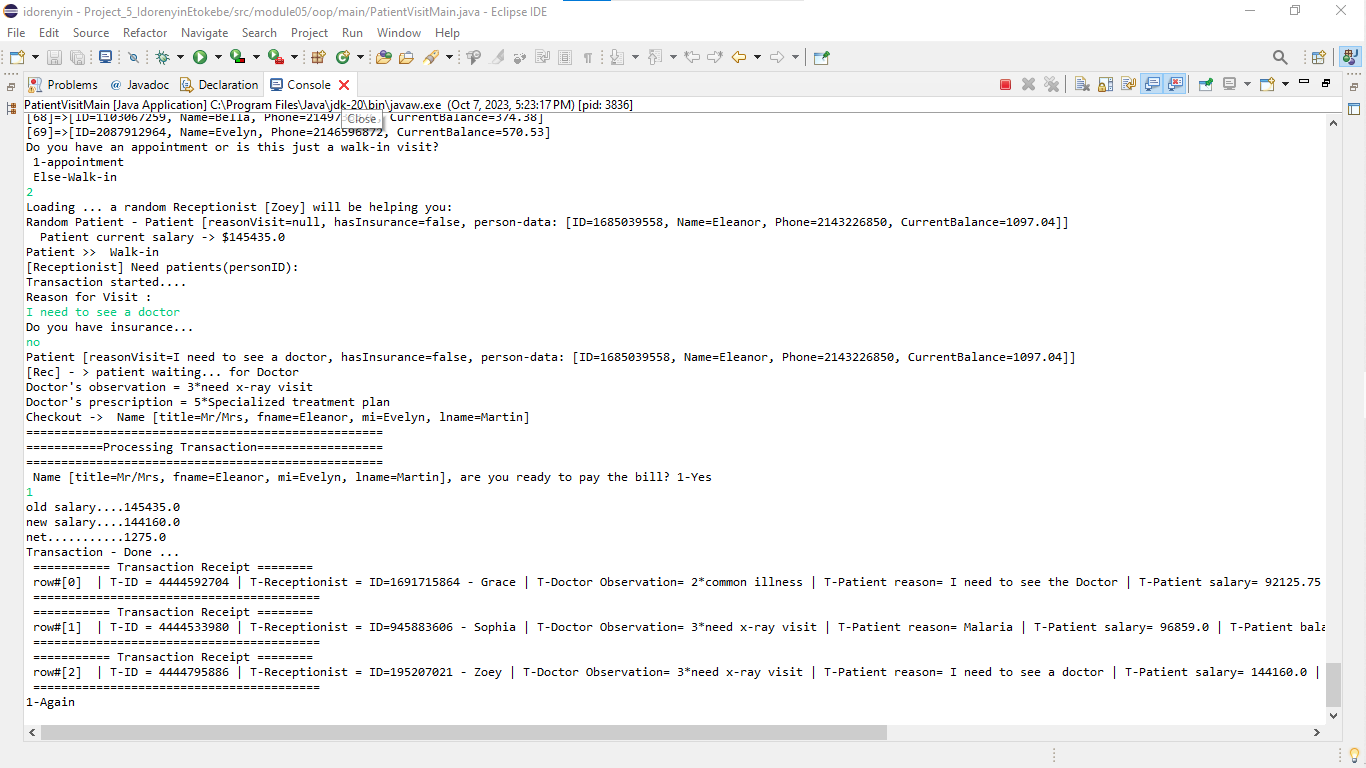 idorenyin - Project_5_IdorenyinEtokebe/src/module05/oop/main/PatientVisitMain.java - Eclipse IDE
File Edit Source Refactor Navigate Search Project Run Window Help
Problems @ Javadoc Declaration Console
PatientVisitMain [Java Application] C:\Program Files\Java\jdk-20\bin\javaw.exe (Oct 7, 2023, 5:23:17 PM) [pid: 3836]
Close
[68]=>[ID=1103067259, Name=Bella, CurrentBalance=374.38]
[69]=>[ID=2087912964, Name=Evelyn, Phone=2146596872, CurrentBalance=570.53]
Do you have an appointment or is this just a walk-in visit?
1-appointment
Else-Walk-in
2
Loading ... a random Receptionist [Zoey] will be helping you:
Random Patient - Patient [reasonVisit=null, hasInsurance=false, person-data: [ID=1685039558, Name=Eleanor, Phone=2143226850, CurrentBalance=1097.04]]
Patient current salary -> $145435.0
Patient >>  Walk-in
[Receptionist] Need patients(personID):
Transaction started....
Reason for Visit :
I need to see a doctor
Do you have insurance...
no
Patient [reasonVisit=I need to see a doctor, hasInsurance=false, person-data: [ID=1685039558, Name=Eleanor, Phone=2143226850, CurrentBalance=1097.04]]
[Rec] - > patient waiting... for Doctor
Doctor's observation = 3*need x-ray visit
Doctor's prescription = 5*Specialized treatment plan
Checkout ->  Name [title=Mr/Mrs, fname=Eleanor, mi=Evelyn, lname=Martin]
===================================================
===========Processing Transaction==================
===================================================
Name [title=Mr/Mrs, fname=Eleanor, mi=Evelyn, lname=Martin], are you ready to pay the bill? 1-Yes
1
old salary....145435.0
new salary....144160.0
net...........1275.0
Transaction - Done ...
=========== Transaction Receipt ========
row#[0]  | T-ID = 4444592704 | T-Receptionist = ID=1691715864 - Grace | T-Doctor Observation= 2*common illness | T-Patient reason= I need to see the Doctor | T-Patient salary= 92125.75
=========================================
=========== Transaction Receipt ========
row#[1]  | T-ID = 4444533980 | T-Receptionist = ID=945883606 - Sophia | T-Doctor Observation= 3*need x-ray visit | T-Patient reason= Malaria | T-Patient salary= 96859.0 | T-Patient bala
=========================================
=========== Transaction Receipt ========
row#[2]  | T-ID = 4444795886 | T-Receptionist = ID=195207021 - Zoey | T-Doctor Observation= 3*need x-ray visit | T-Patient reason= I need to see a doctor | T-Patient salary= 144160.0 |
=========================================
1-Again